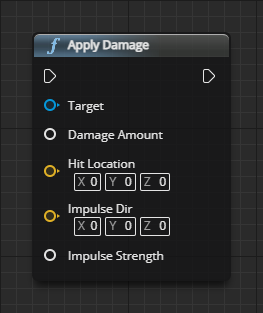 f Apply Damage
Target
Damage Amount
Hit Location
X 0 Y 0 Z 0
Impulse Dir
X 0 Y 0 Z 0
Impulse Strength